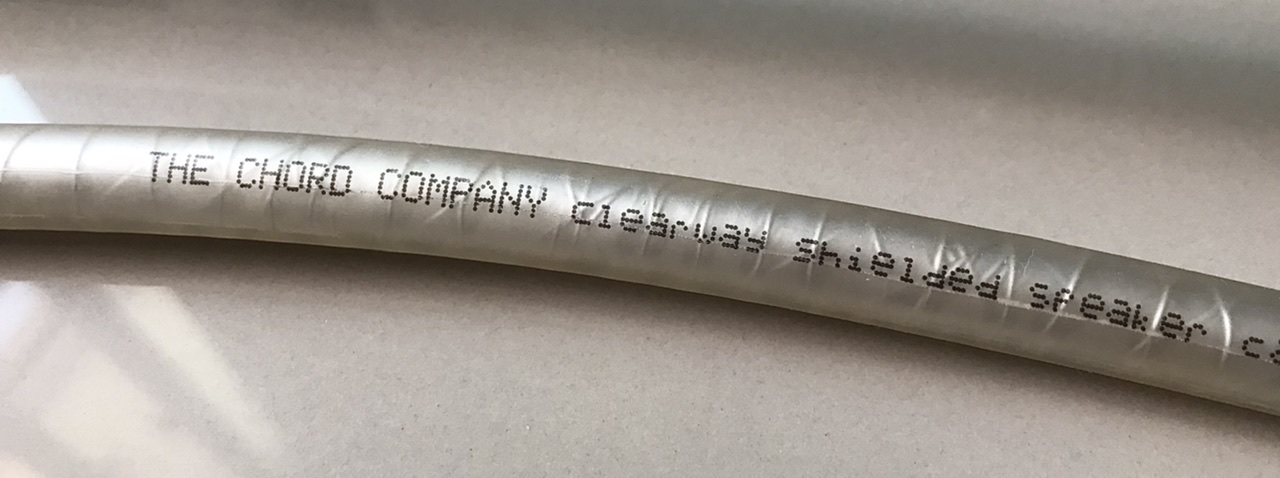 THE CHORD COMPANY clearway shielded speaker